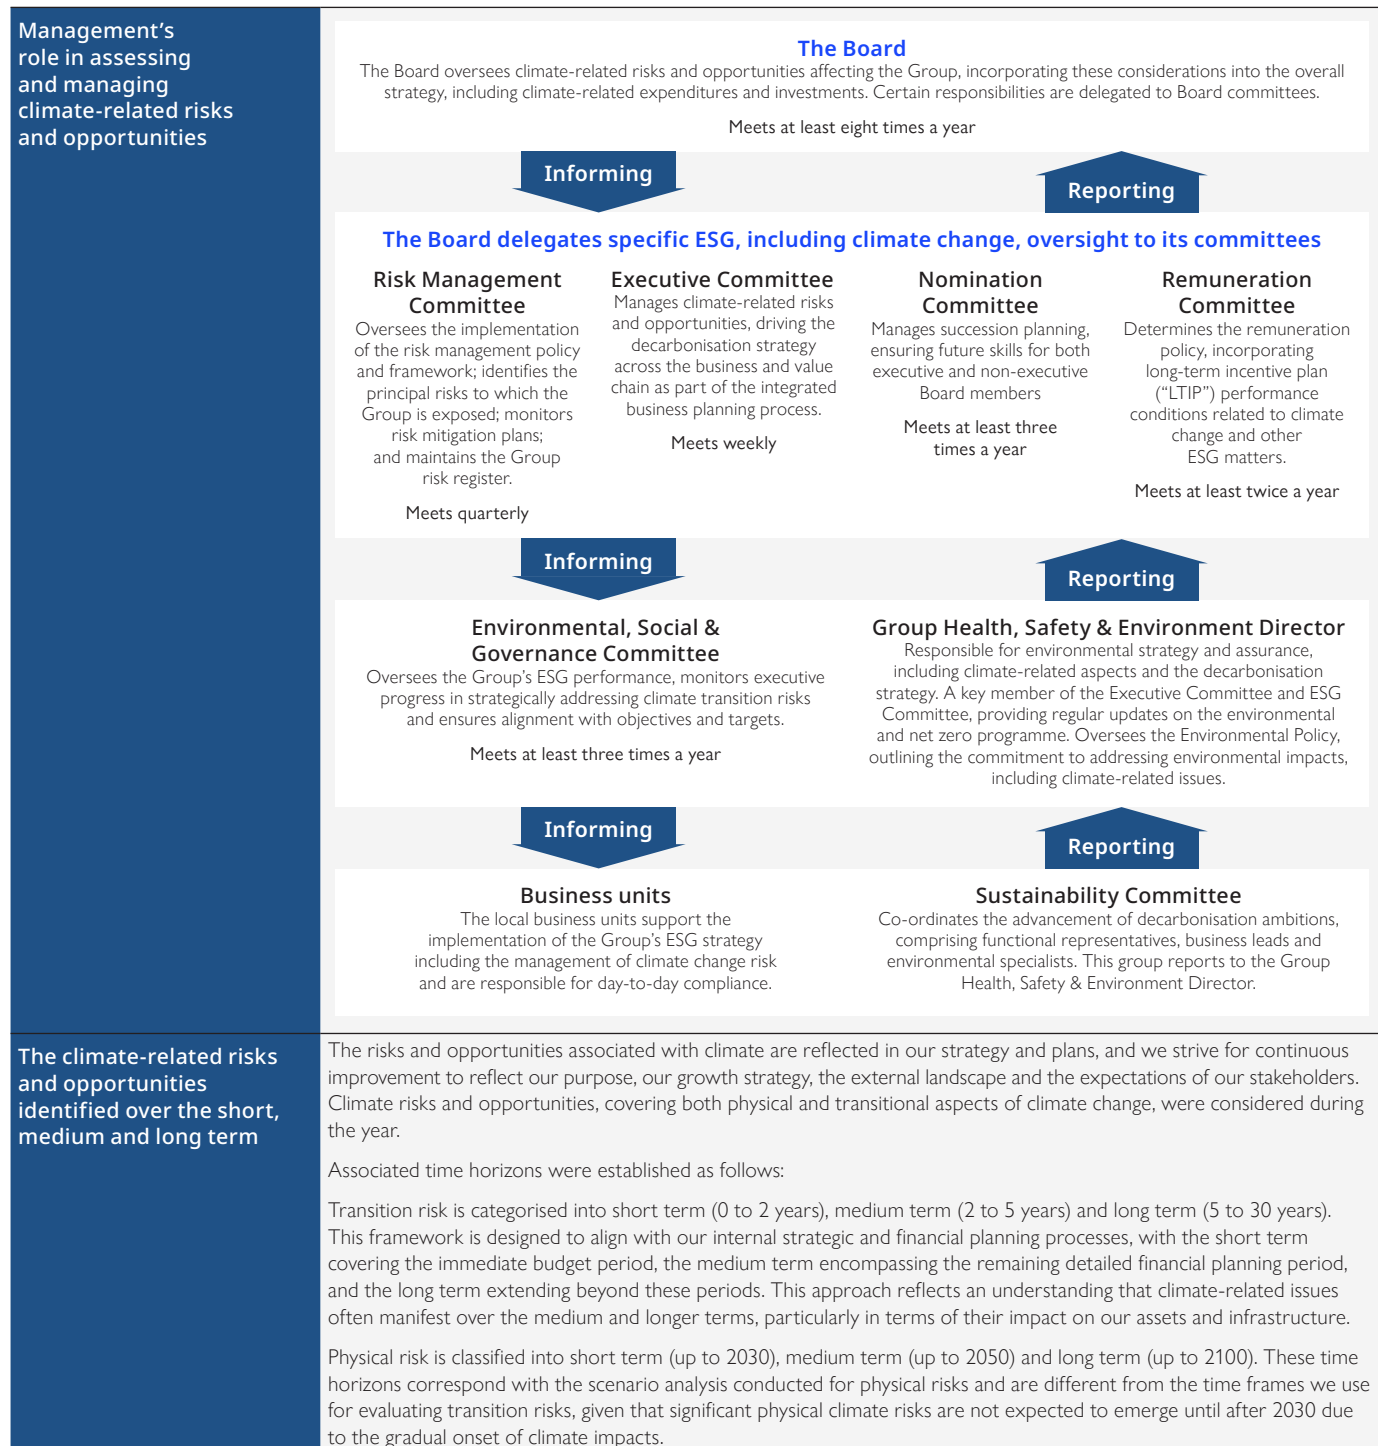 Management's
role in assessing
and managing
climate-related risks
and opportunities
The Board
The Board oversees climate-related risks and opportunities affecting the Group, incorporating these considerations into the overall
strategy, including climate-related expenditures and investments. Certain responsibilities are delegated to Board committees.
Meets at least eight times a year
Informing
Reporting
The Board delegates specific ESG, including climate change, oversight to its committees
Risk Management
Committee
Oversees the implementation
of the risk management policy
and framework; identifies the
principal risks to which the
Group is exposed; monitors
risk mitigation plans;
and maintains the Group
risk register.
Meets quarterly
Executive Committee
Manages climate-related risks
and opportunities, driving the
decarbonisation strategy
across the business and value
chain as part of the integrated
business planning process.
Meets weekly
Nomination
Committee
Manages succession planning,
ensuring future skills for both
executive and non-executive
Board members
Meets at least three
times a year
Remuneration
Committee
Determines the remuneration
policy, incorporating
long-term incentive plan
("LTIP") performance
conditions related to climate
change and other
ESG matters.
Meets at least twice a year
Informing
Reporting
Environmental, Social &
Governance Committee
Oversees the Group's ESG performance, monitors executive
progress in strategically addressing climate transition risks
and ensures alignment with objectives and targets.
Meets at least three times a year
Group Health, Safety & Environment Director
Responsible for environmental strategy and assurance,
including climate-related aspects and the decarbonisation
strategy. A key member of the Executive Committee and ESG
Committee, providing regular updates on the environmental
and net zero programme. Oversees the Environmental Policy,
outlining the commitment to addressing environmental impacts,
including climate-related issues.
Informing
Reporting
Business units
The local business units support the
implementation of the Group's ESG strategy
including the management of climate change risk
and are responsible for day-to-day compliance.
Sustainability Committee
Co-ordinates the advancement of decarbonisation ambitions,
comprising functional representatives, business leads and
environmental specialists. This group reports to the Group
Health, Safety & Environment Director.
The climate-related risks
and opportunities
identified over the short,
medium and long term
The risks and opportunities associated with climate are reflected in our strategy and plans, and we strive for continuous
improvement to reflect our purpose, our growth strategy, the external landscape and the expectations of our stakeholders.
Climate risks and opportunities, covering both physical and transitional aspects of climate change, were considered during
the year.
Associated time horizons were established as follows:
Transition risk is categorised into short term (0 to 2 years), medium term (2 to 5 years) and long term (5 to 30 years).
This framework is designed to align with our internal strategic and financial planning processes, with the short term
covering the immediate budget period, the medium term encompassing the remaining detailed financial planning period,
and the long term extending beyond these periods. This approach reflects an understanding that climate-related issues
often manifest over the medium and longer terms, particularly in terms of their impact on our assets and infrastructure.
Physical risk is classified into short term (up to 2030), medium term (up to 2050) and long term (up to 2100). These time
horizons correspond with the scenario analysis conducted for physical risks and are different from the time frames we use
for evaluating transition risks, given that significant physical climate risks are not expected to emerge until after 2030 due
to the gradual onset of climate impacts.